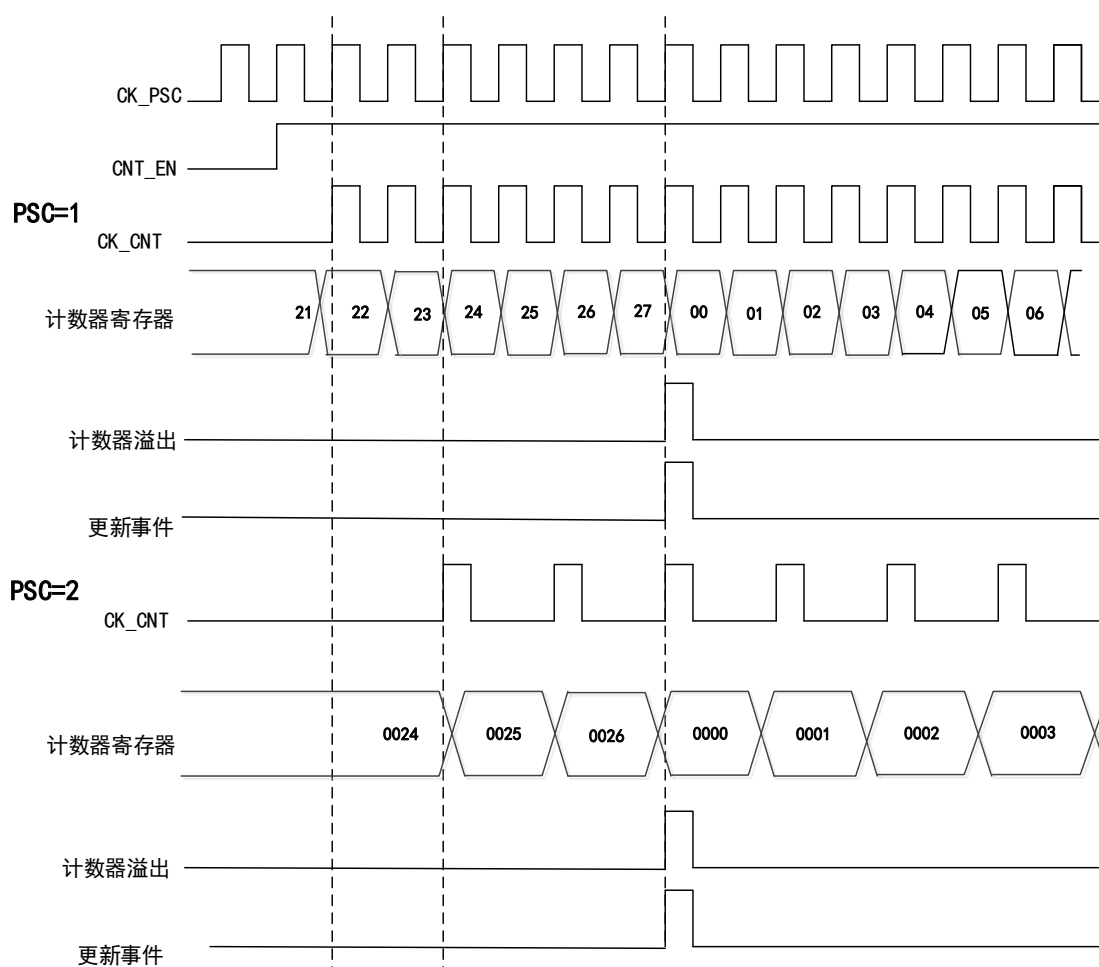 CK_PSC
CNT_EN
PSC=1
CK_CNT
计数器寄存器 21 22 23 24 25 26 27 00 01 02 03 04 05 06
计数器溢出
更新事件
PSC=2
CK_CNT
计数器寄存器 0024 0025 0026 0000 0001 0002 0003
计数器溢出
更新事件